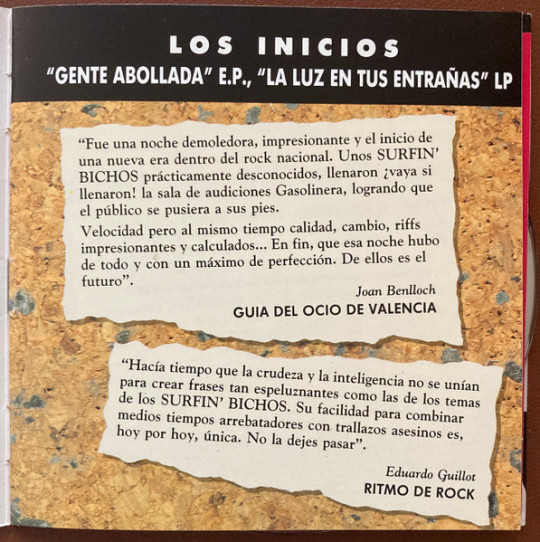 LOS INICIOS
“GENTE ABOLLADA” E.P., “LA LUZ EN TUS ENTRAÑAS” LP
“Fue una noche demoledora, impresionante y el inicio de
una nueva era dentro del rock nacional. Unos SURFIN’
BICHOS prácticamente desconocidos, llenaron ¡vaya si
llenaron! la sala de audiciones Gasolinera, logrando que
el público se pusiera a sus pies.
Velocidad pero al mismo tiempo calidad, cambio, riffs
impresionantes y calculados... En fin, que esa noche hubo
de todo y con un máximo de perfección. De ellos es el
futuro”.
Joan Benlloch
GUIA DEL OCIO DE VALENCIA
“Hacía tiempo que la crudeza y la inteligencia no se unían
para crear frases tan espeluznantes como las de los temas
de los SURFIN’ BICHOS. Su facilidad para combinar
medios tiempos arrebatadores con trallazos asesinos es,
hoy por hoy, única. No la dejes pasar”.
Eduardo Guillot
RITMO DE ROCK